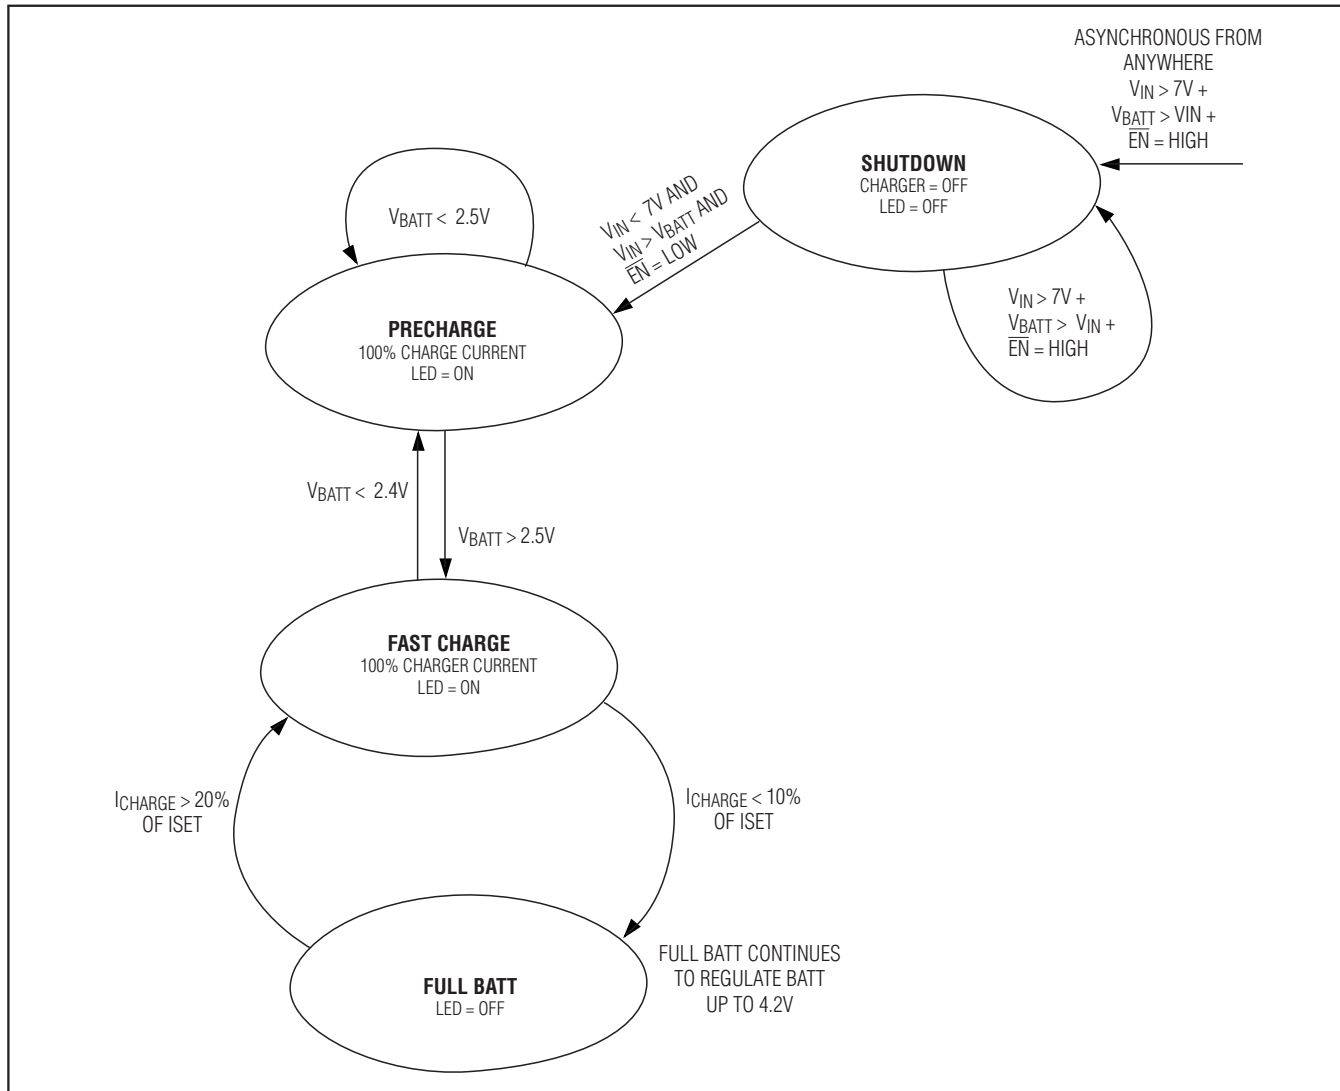 ASYNCHRONOUS FROM
ANYWHERE
VIN > 7V +
VBATT > VIN +
E̅N̅ = HIGH
SHUTDOWN
CHARGER = OFF
LED = OFF
VIN < 7V AND
VIN > VBATT AND
E̅N̅ = LOW
VIN > 7V +
VBATT > VIN +
E̅N̅ = HIGH
VBATT < 2.5V
PRECHARGE
100% CHARGE CURRENT
LED = ON
VBATT < 2.4V
VBATT > 2.5V
FAST CHARGE
100% CHARGER CURRENT
LED = ON
ICHARGE > 20%
OF ISET
ICHARGE < 10%
OF ISET
FULL BATT
LED = OFF
FULL BATT CONTINUES
TO REGULATE BATT
UP TO 4.2V